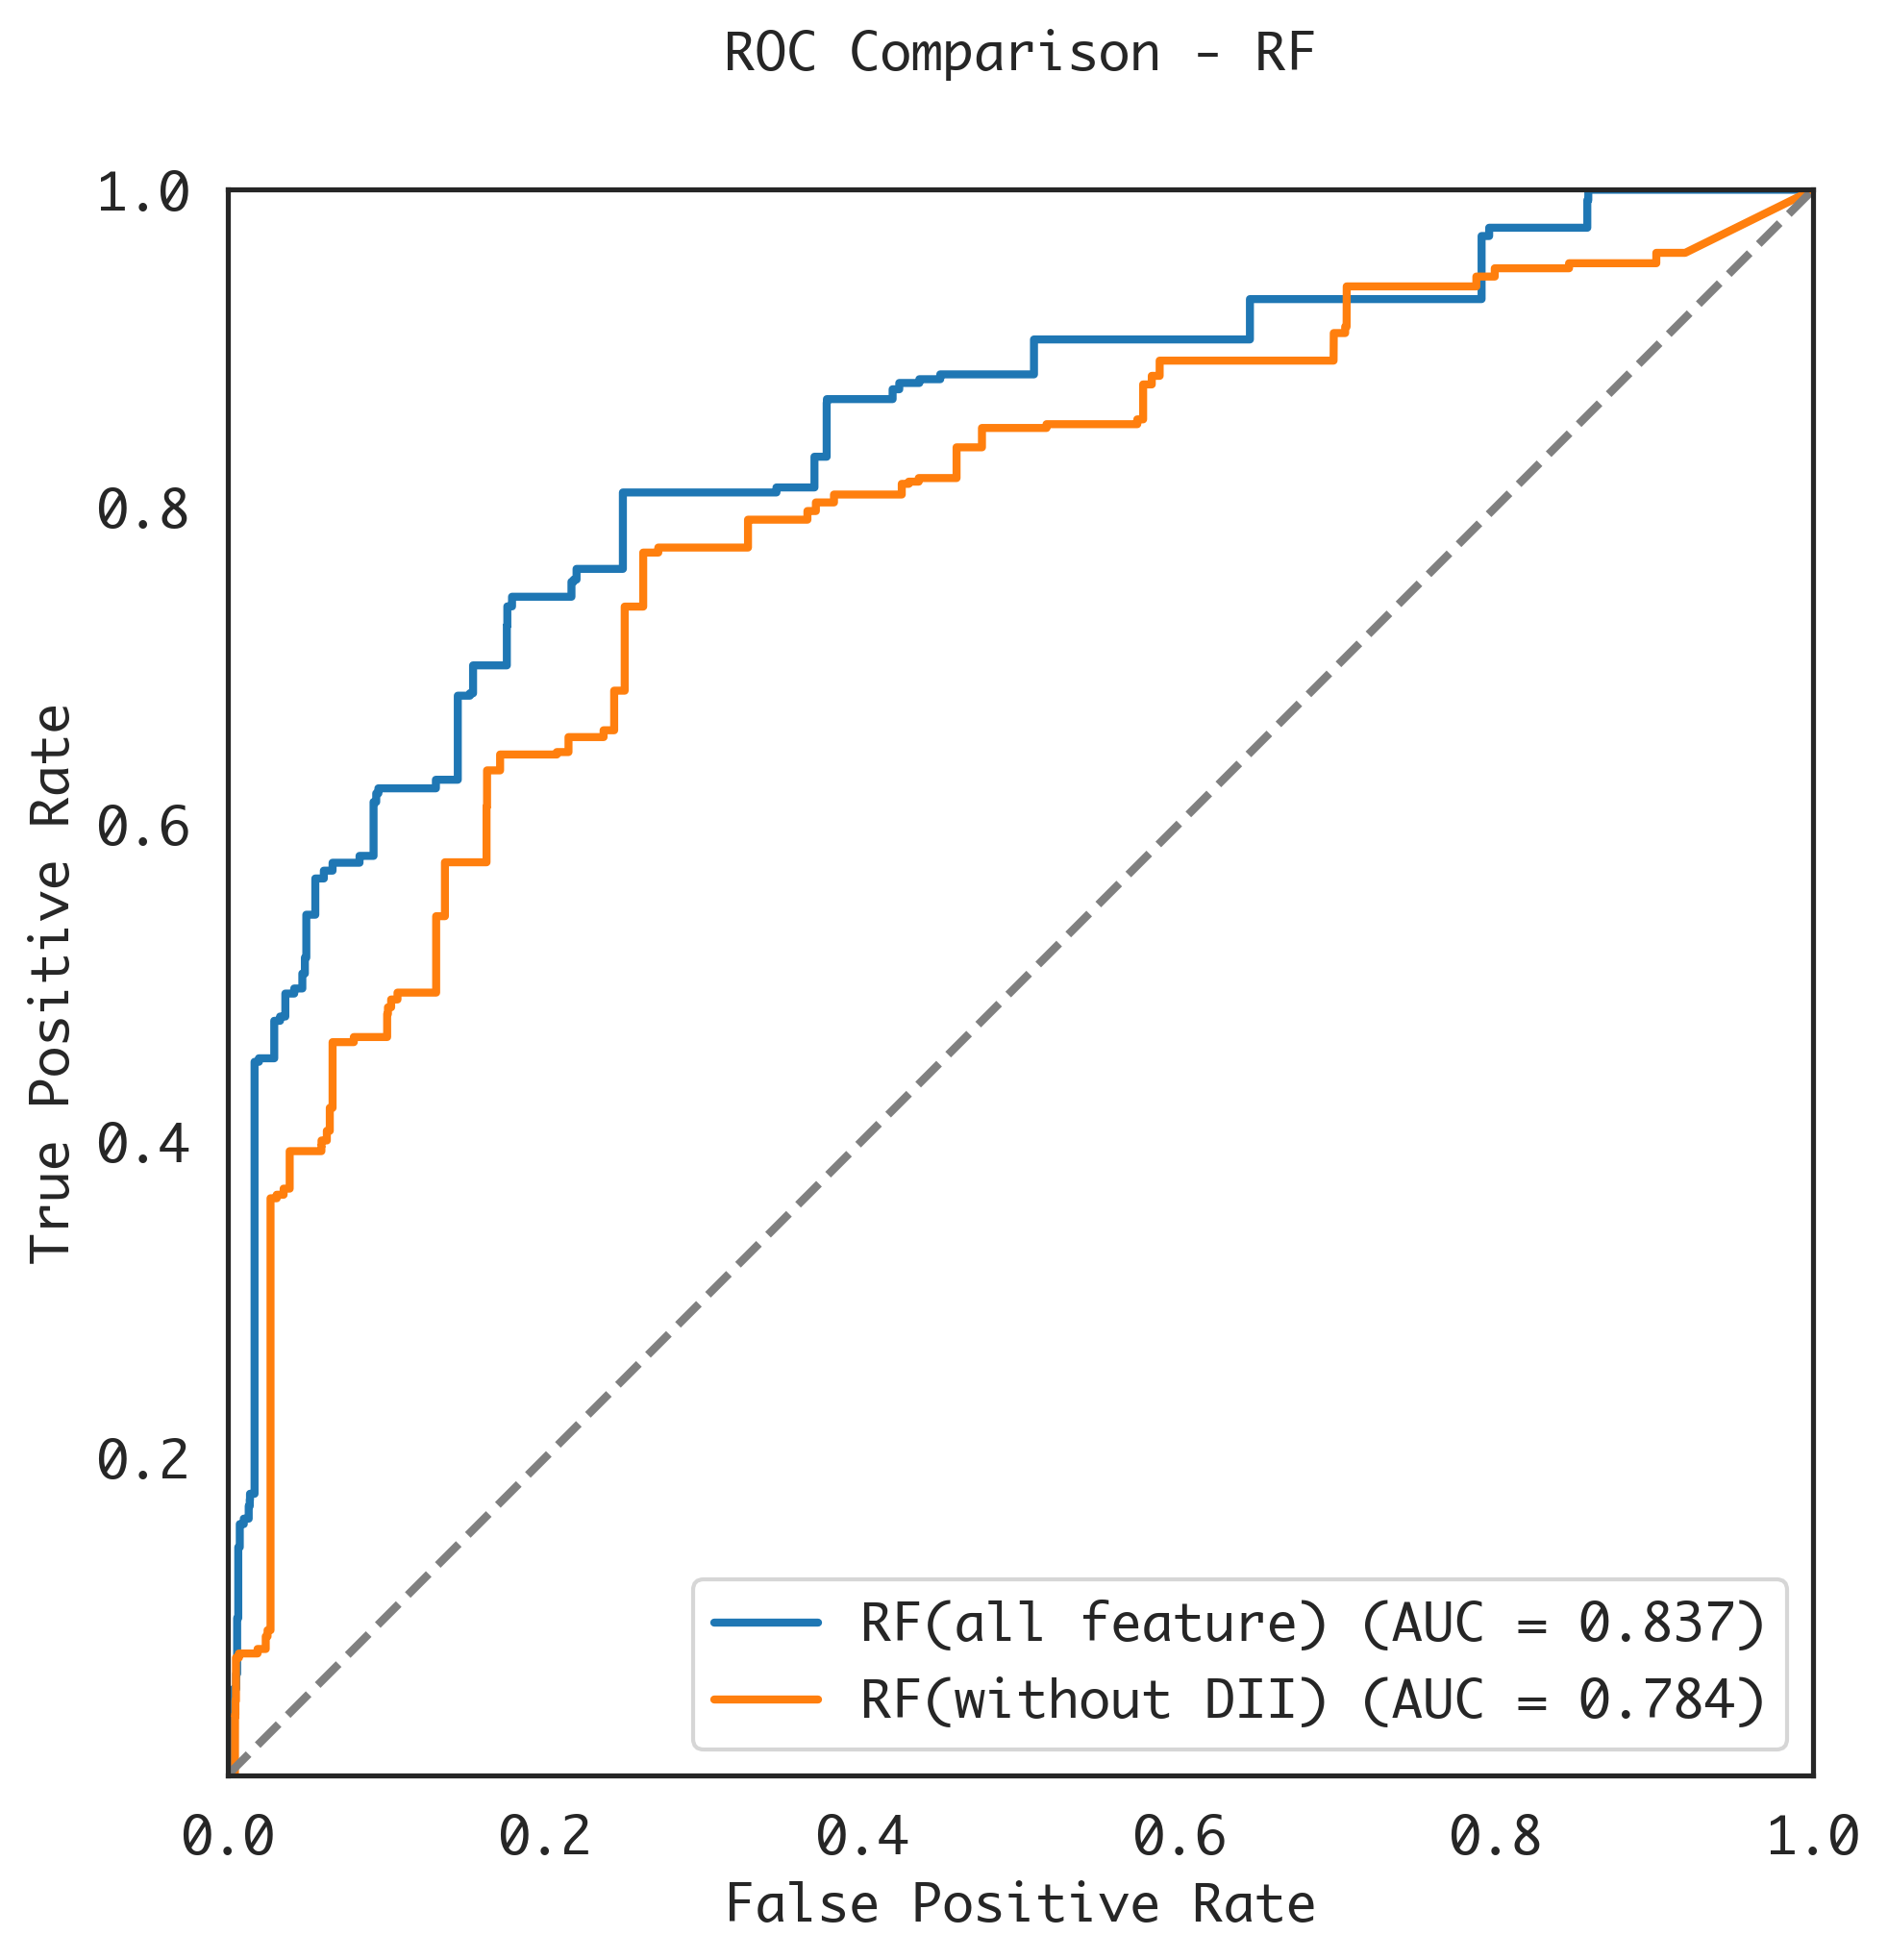 ROC Comparison - RF
1.0
0.8
0.6
0.4
0.2
True Positive Rate
RF(all feature) (AUC = 0.837)
RF(without DII) (AUC = 0.784)
0.0 0.2 0.4 0.6 0.8 1.0
False Positive Rate